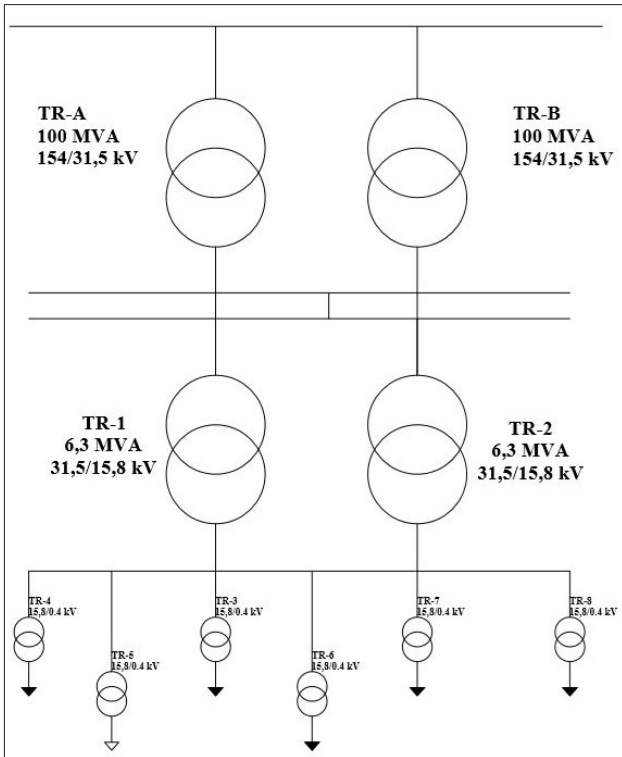 TR-A
100 MVA
154/31,5 kV
TR-B
100 MVA
154/31,5 kV
TR-1
6,3 MVA
31,5/15,8 kV
TR-2
6,3 MVA
31,5/15,8 kV
TR-4
15,8/0.4 kV
TR-3
15,8/0.4 kV
TR-7
15,8/0.4 kV
TR-8
15,8/0.4 kV
TR-5
15,8/0.4 kV
TR-6
15,8/0.4 kV